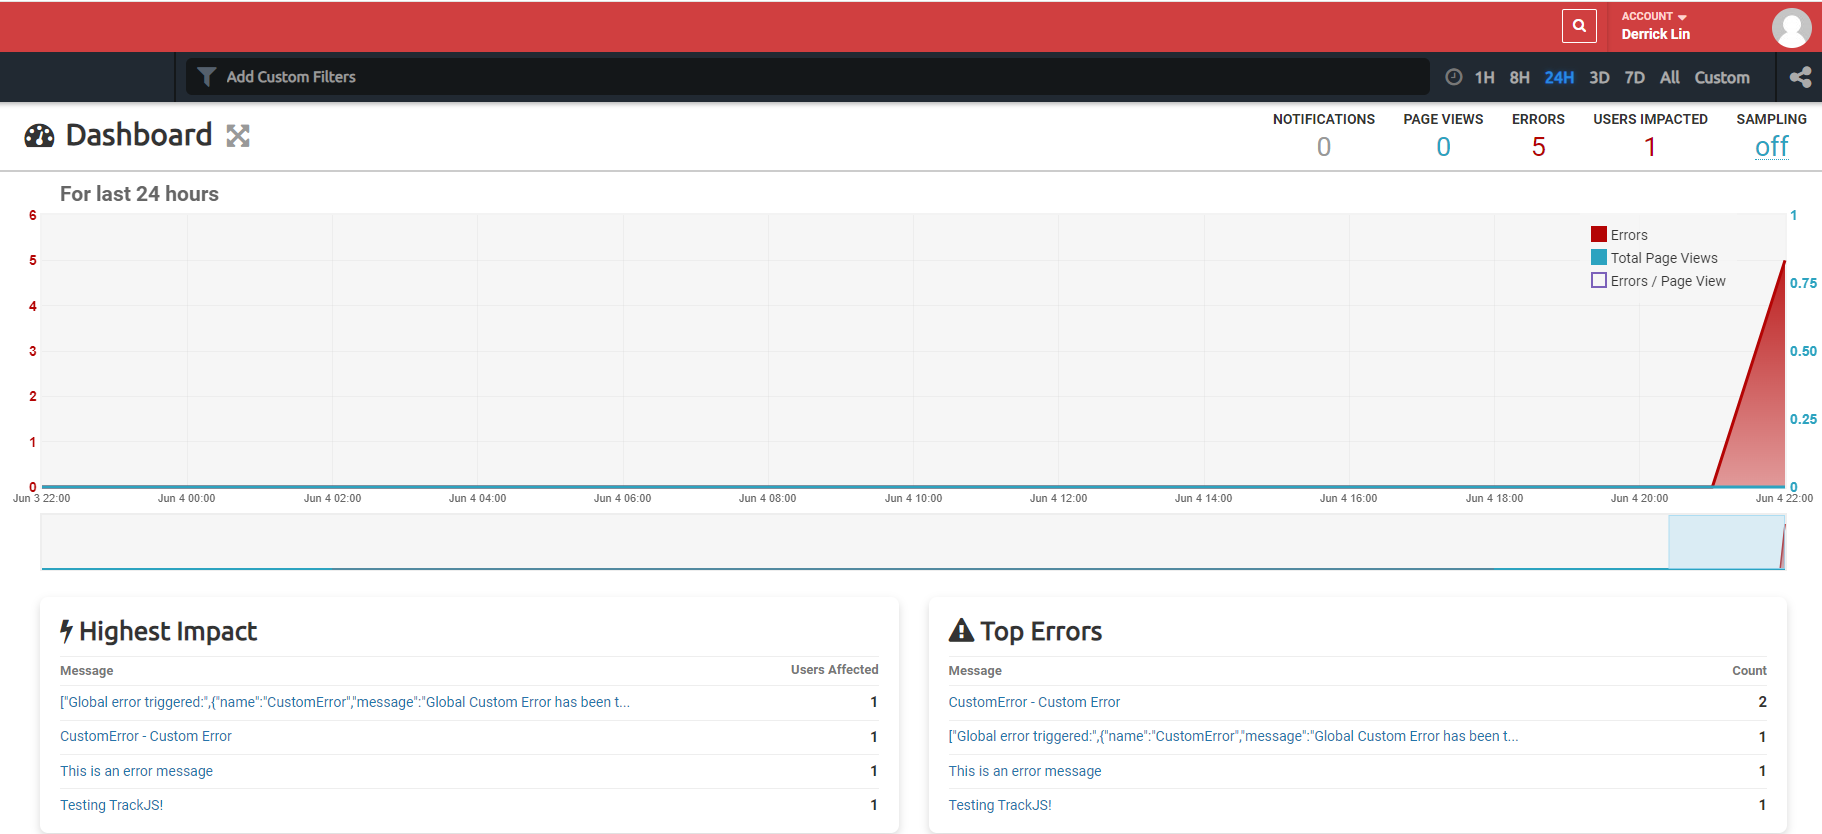 ACCOUNT
Derrick Lin
Add Custom Filters
1H 8H 24H 3D 7D All Custom
Dashboard
NOTIFICATIONS PAGE VIEWS ERRORS USERS IMPACTED SAMPLING
0 0 5 1 off
For last 24 hours
6
5
4
3
2
1
0
1
0.75
0.50
0.25
0
Errors
Total Page Views
Errors / Page View
Jun 3 22:00 Jun 4 00:00 Jun 4 02:00 Jun 4 04:00 Jun 4 06:00 Jun 4 08:00 Jun 4 10:00 Jun 4 12:00 Jun 4 14:00 Jun 4 16:00 Jun 4 18:00 Jun 4 20:00 Jun 4 22:00
Highest Impact
Message Users Affected
["Global error triggered:",{"name":"CustomError","message":"Global Custom Error has been t... 1
CustomError - Custom Error 1
This is an error message 1
Testing TrackJS! 1
Top Errors
Message Count
CustomError - Custom Error 2
["Global error triggered:",{"name":"CustomError","message":"Global Custom Error has been t... 1
This is an error message 1
Testing TrackJS! 1